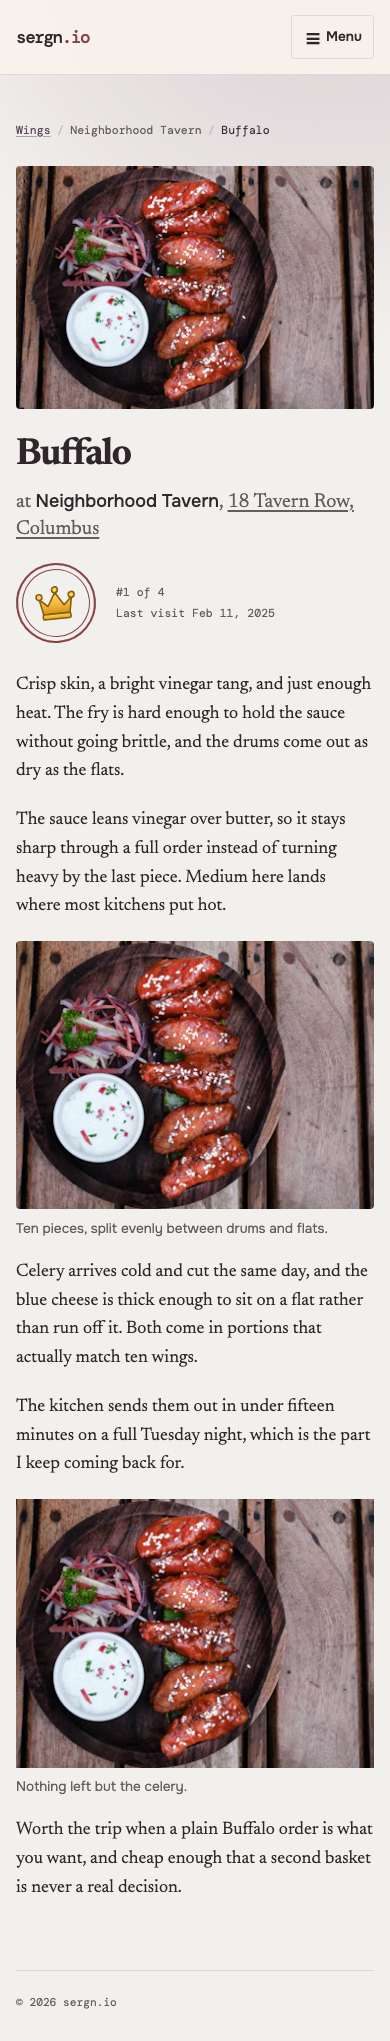 sergn.io
Menu
Wings / Neighborhood Tavern / Buffalo
Buffalo
at Neighborhood Tavern, 18 Tavern Row,
Columbus
#1 of 4
Last visit Feb 11, 2025
Crisp skin, a bright vinegar tang, and just enough
heat. The fry is hard enough to hold the sauce
without going brittle, and the drums come out as
dry as the flats.
The sauce leans vinegar over butter, so it stays
sharp through a full order instead of turning
heavy by the last piece. Medium here lands
where most kitchens put hot.
Ten pieces, split evenly between drums and flats.
Celery arrives cold and cut the same day, and the
blue cheese is thick enough to sit on a flat rather
than run off it. Both come in portions that
actually match ten wings.
The kitchen sends them out in under fifteen
minutes on a full Tuesday night, which is the part
I keep coming back for.
Nothing left but the celery.
Worth the trip when a plain Buffalo order is what
you want, and cheap enough that a second basket
is never a real decision.
© 2026 sergn.io